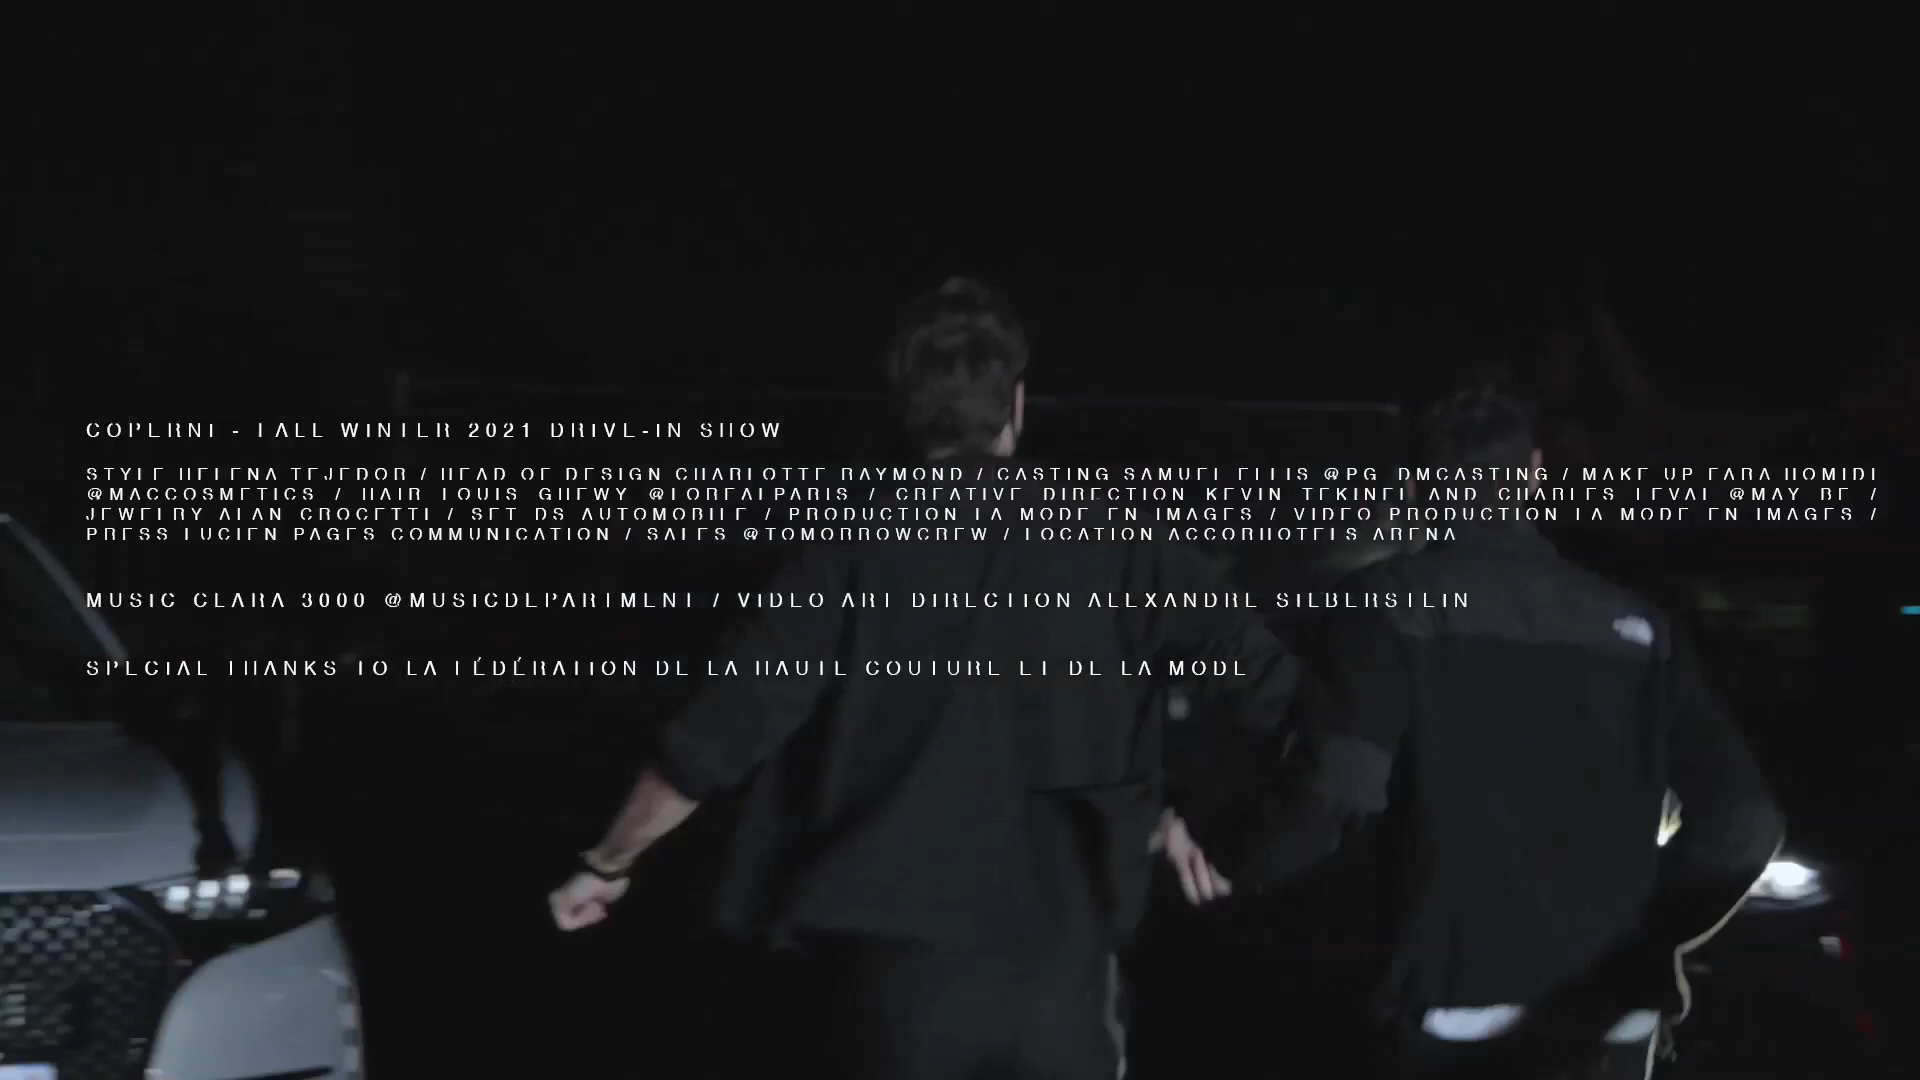 COPERNI - FALL WINTER 2021 DRIVE-IN SHOW
STYLE HELENA TEJEDOR / HEAD OF DESIGN CHARLOTTE RAYMOND / CASTING SAMUEL ELLIS @PG_DMCASTING / MAKE UP FARA HOMIDI
@MACCOSMETICS / HAIR LOUIS GHEWY @LOREALPARIS / CREATIVE DIRECTION KEVIN TEKINEL AND CHARLES LEVAI @MAY_BE_/
JEWELRY ALAN CROCETTI / SET DS AUTOMOBILE / PRODUCTION LA MODE EN IMAGES / VIDEO PRODUCTION LA MODE EN IMAGES /
PRESS LUCIEN PAGES COMMUNICATION / SALES @TOMORROWCREW / LOCATION ACCORHOTELS ARENA
MUSIC CLARA 3000 @MUSICDEPARTMENT / VIDEO ART DIRECTION ALEXANDRE SILBERSTEIN
SPECIAL THANKS TO LA FÉDÉRATION DE LA HAUTE COUTURE ET DE LA MODE